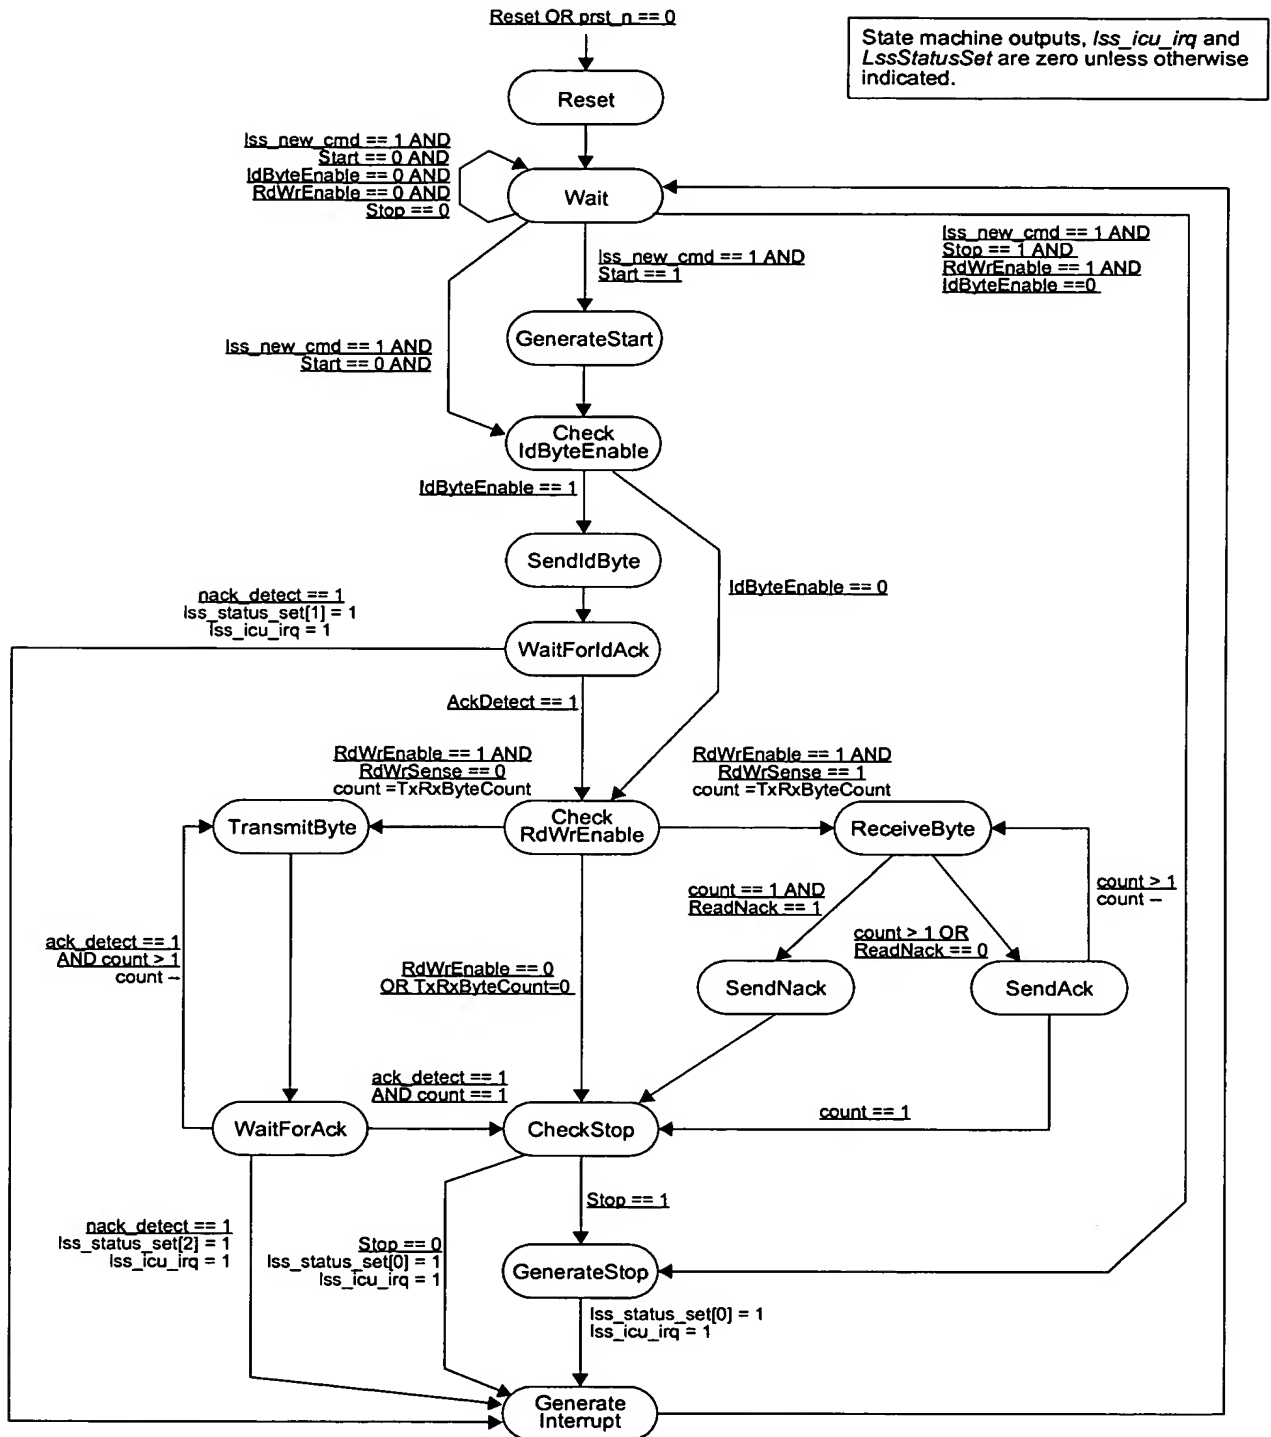 Reset OR prst_n == 0
State machine outputs, lss_icu_irq and
LssStatusSet are zero unless otherwise
indicated.
Reset
lss_new_cmd == 1 AND
Start == 0 AND
IdByteEnable == 0 AND
RdWrEnable == 0 AND
Stop == 0
Wait
lss_new_cmd == 1 AND
Start == 1
lss_new_cmd == 1 AND
Stop == 1 AND
RdWrEnable == 1 AND
IdByteEnable ==0
GenerateStart
lss_new_cmd == 1 AND
Start == 0 AND
Check
IdByteEnable
IdByteEnable == 1
SendIdByte
IdByteEnable == 0
nack_detect == 1
lss_status_set[1] = 1
lss_icu_irq = 1
WaitForIdAck
AckDetect == 1
RdWrEnable == 1 AND
RdWrSense == 0
count =TxRxByteCount
RdWrEnable == 1 AND
RdWrSense == 1
count =TxRxByteCount
TransmitByte
Check
RdWrEnable
ReceiveByte
count == 1 AND
ReadNack == 1
count > 1
count --
count > 1 OR
ReadNack == 0
ack_detect == 1
AND count > 1
count --
RdWrEnable == 0
OR TxRxByteCount=0
SendNack
SendAck
ack_detect == 1
AND count == 1
count == 1
WaitForAck
CheckStop
Stop == 1
nack_detect == 1
lss_status_set[2] = 1
lss_icu_irq = 1
Stop == 0
lss_status_set[0] = 1
lss_icu_irq = 1
GenerateStop
lss_status_set[0] = 1
lss_icu_irq = 1
Generate
Interrupt